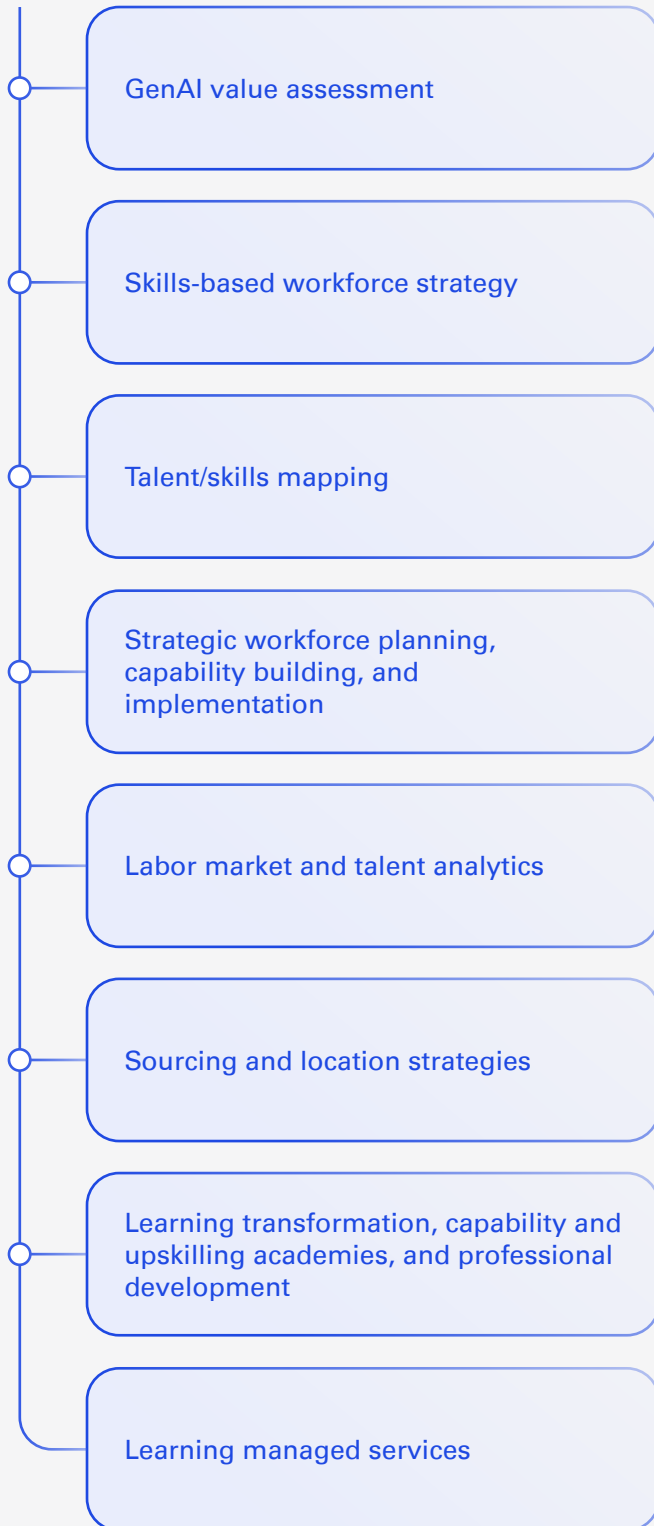 GenAI value assessment
Skills-based workforce strategy
Talent/skills mapping
Strategic workforce planning,
capability building, and
implementation
Labor market and talent analytics
Sourcing and location strategies
Learning transformation, capability and
upskilling academies, and professional
development
Learning managed services